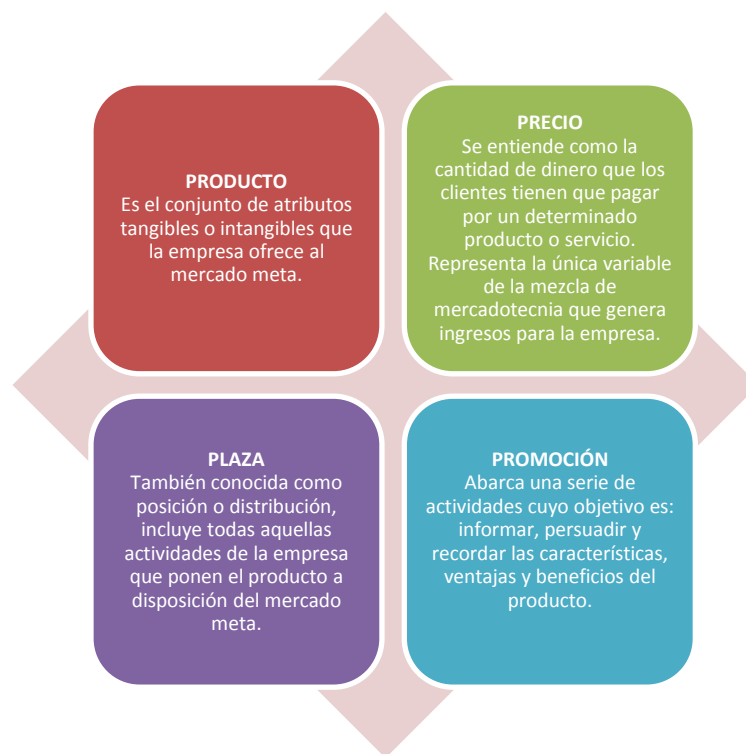 PRODUCTO
Es el conjunto de atributos
tangibles o intangibles que
la empresa ofrece al
mercado meta.
PRECIO
Se entiende como la
cantidad de dinero que los
clientes tienen que pagar
por un determinado
producto o servicio.
Representa la única variable
de la mezcla de
mercadotecnia que genera
ingresos para la empresa.
PLAZA
También conocida como
posición o distribución,
incluye todas aquellas
actividades de la empresa
que ponen el producto a
disposición del mercado
meta.
PROMOCIÓN
Abarca una serie de
actividades cuyo objetivo es:
informar, persuadir y
recordar las características,
ventajas y beneficios del
producto.